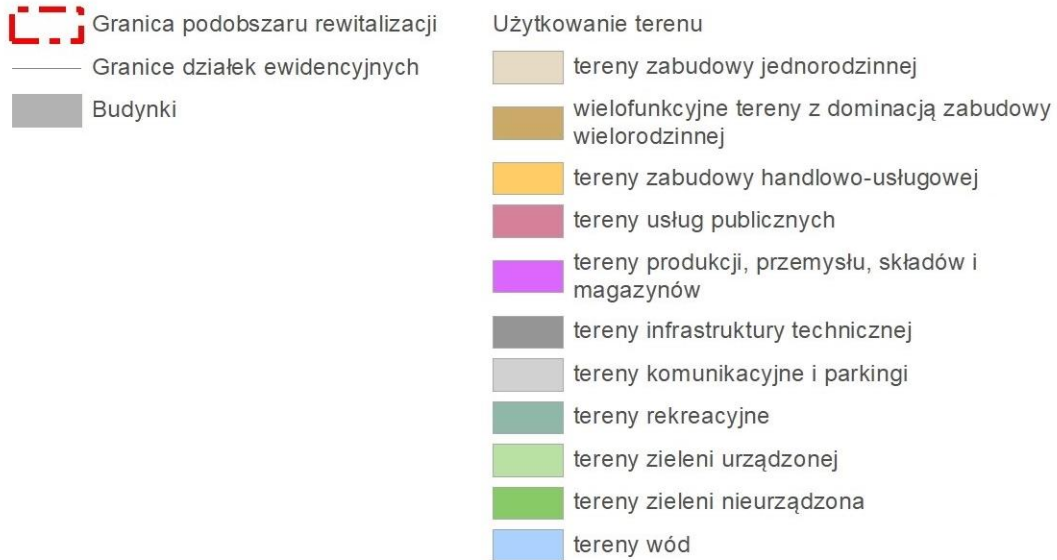 Granica podobszaru rewitalizacji
Granice działek ewidencyjnych
Budynki
Użytkowanie terenu
tereny zabudowy jednorodzinnej
wielofunkcyjne tereny z dominacją zabudowy
wielorodzinnej
tereny zabudowy handlowo-usługowej
tereny usług publicznych
tereny produkcji, przemysłu, składów i
magazynów
tereny infrastruktury technicznej
tereny komunikacyjne i parkingi
tereny rekreacyjne
tereny zieleni urządzonej
tereny zieleni nieurządzona
tereny wód